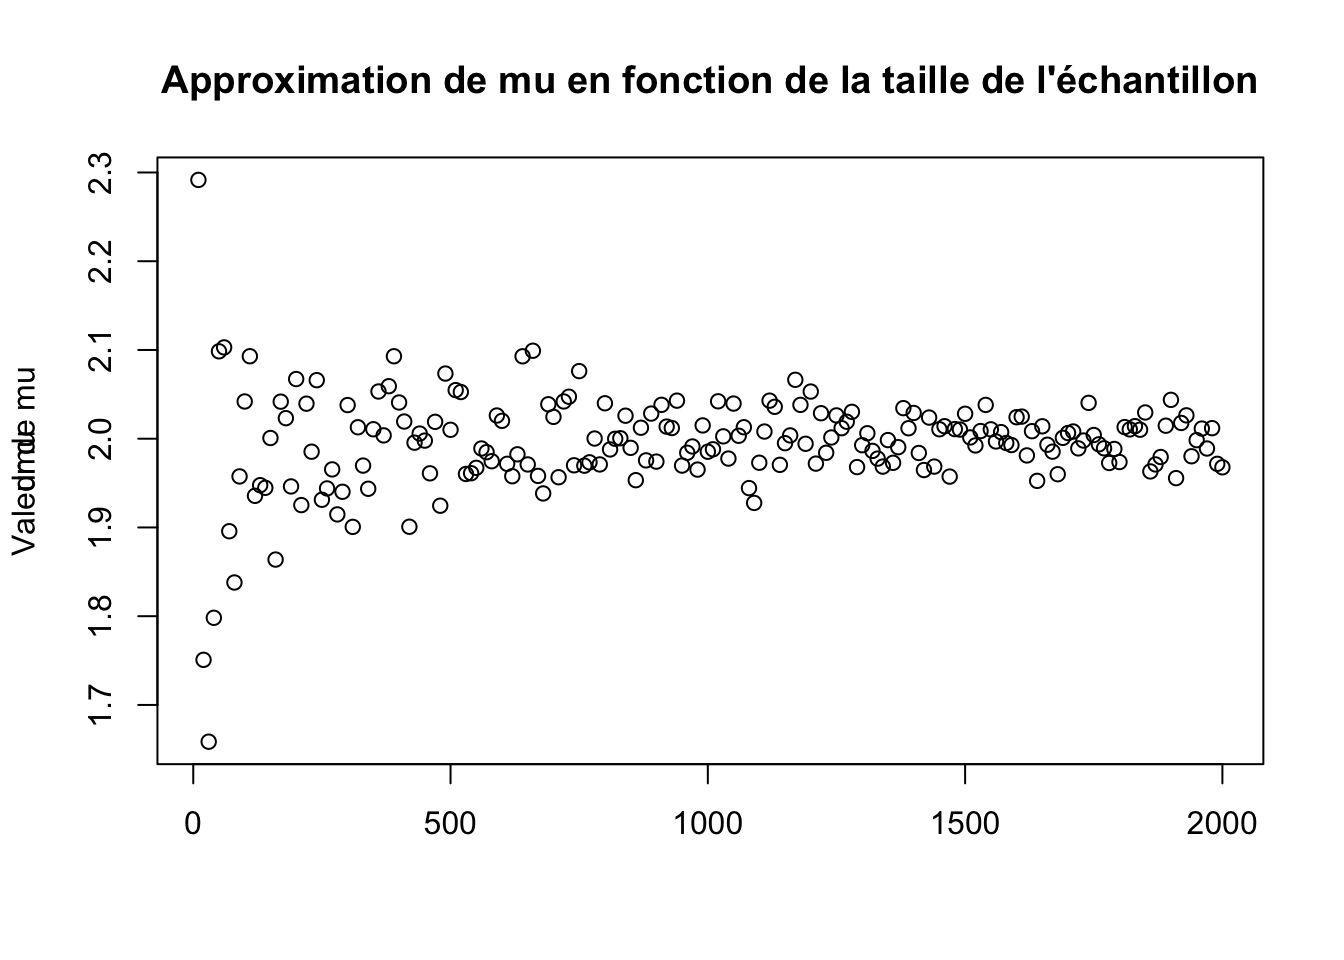 Approximation de mu en fonction de la taille de l'échantillon
2.3
2.2
2.1
2.0
1.9
1.8
1.7
mu
0 500 1000 1500 2000